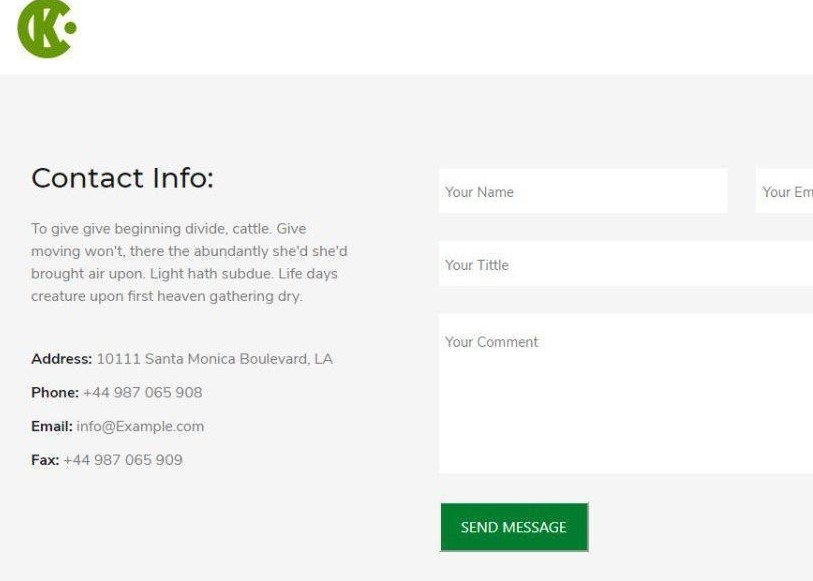 CK
Contact Info:
To give give beginning divide, cattle. Give
moving won't, there the abundantly she'd she'd
brought air upon. Light hath subdue. Life days
creature upon first heaven gathering dry.
Address: 10111 Santa Monica Boulevard, LA
Phone: +44 987 065 908
Email: info@Example.com
Fax: +44 987 065 909
Your Name
Your Em
Your Tittle
Your Comment
SEND MESSAGE